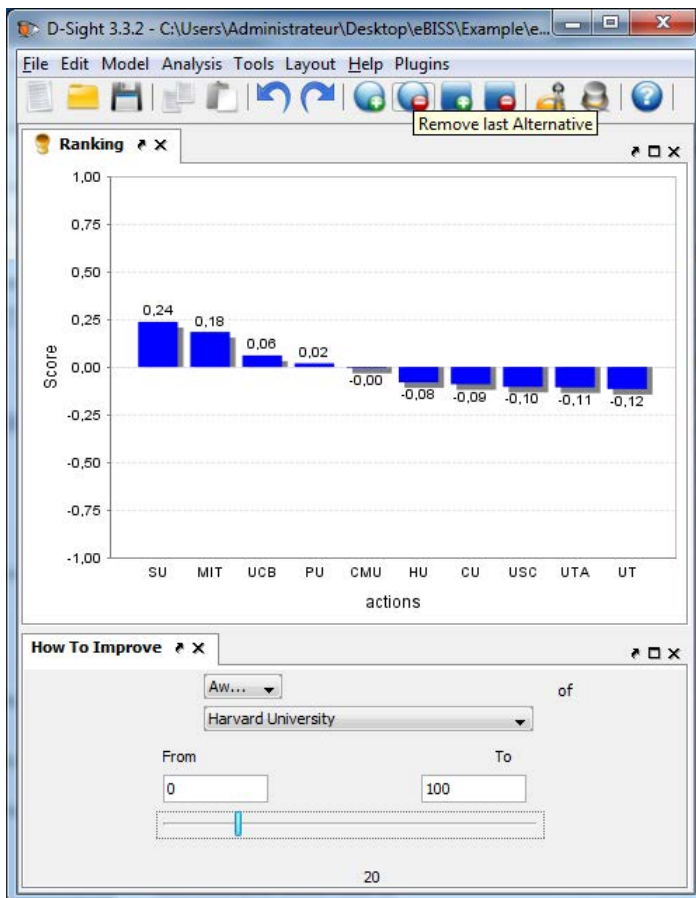 D-Sight 3.3.2 - C:\Users\Administrateur\Desktop\eBISS\Example\e...
File Edit Model Analysis Tools Layout Help Plugins
Remove last Alternative
Ranking
1,00
0,75
0,50
0,25
0,00
-0,25
-0,50
-0,75
-1,00
Score
0,24 0,18 0,06 0,02 -0,00 -0,08 -0,09 -0,10 -0,11 -0,12
SU MIT UCB PU CMU HU CU USC UTA UT
actions
How To Improve
Aw... of
Harvard University
From To
0 100
20